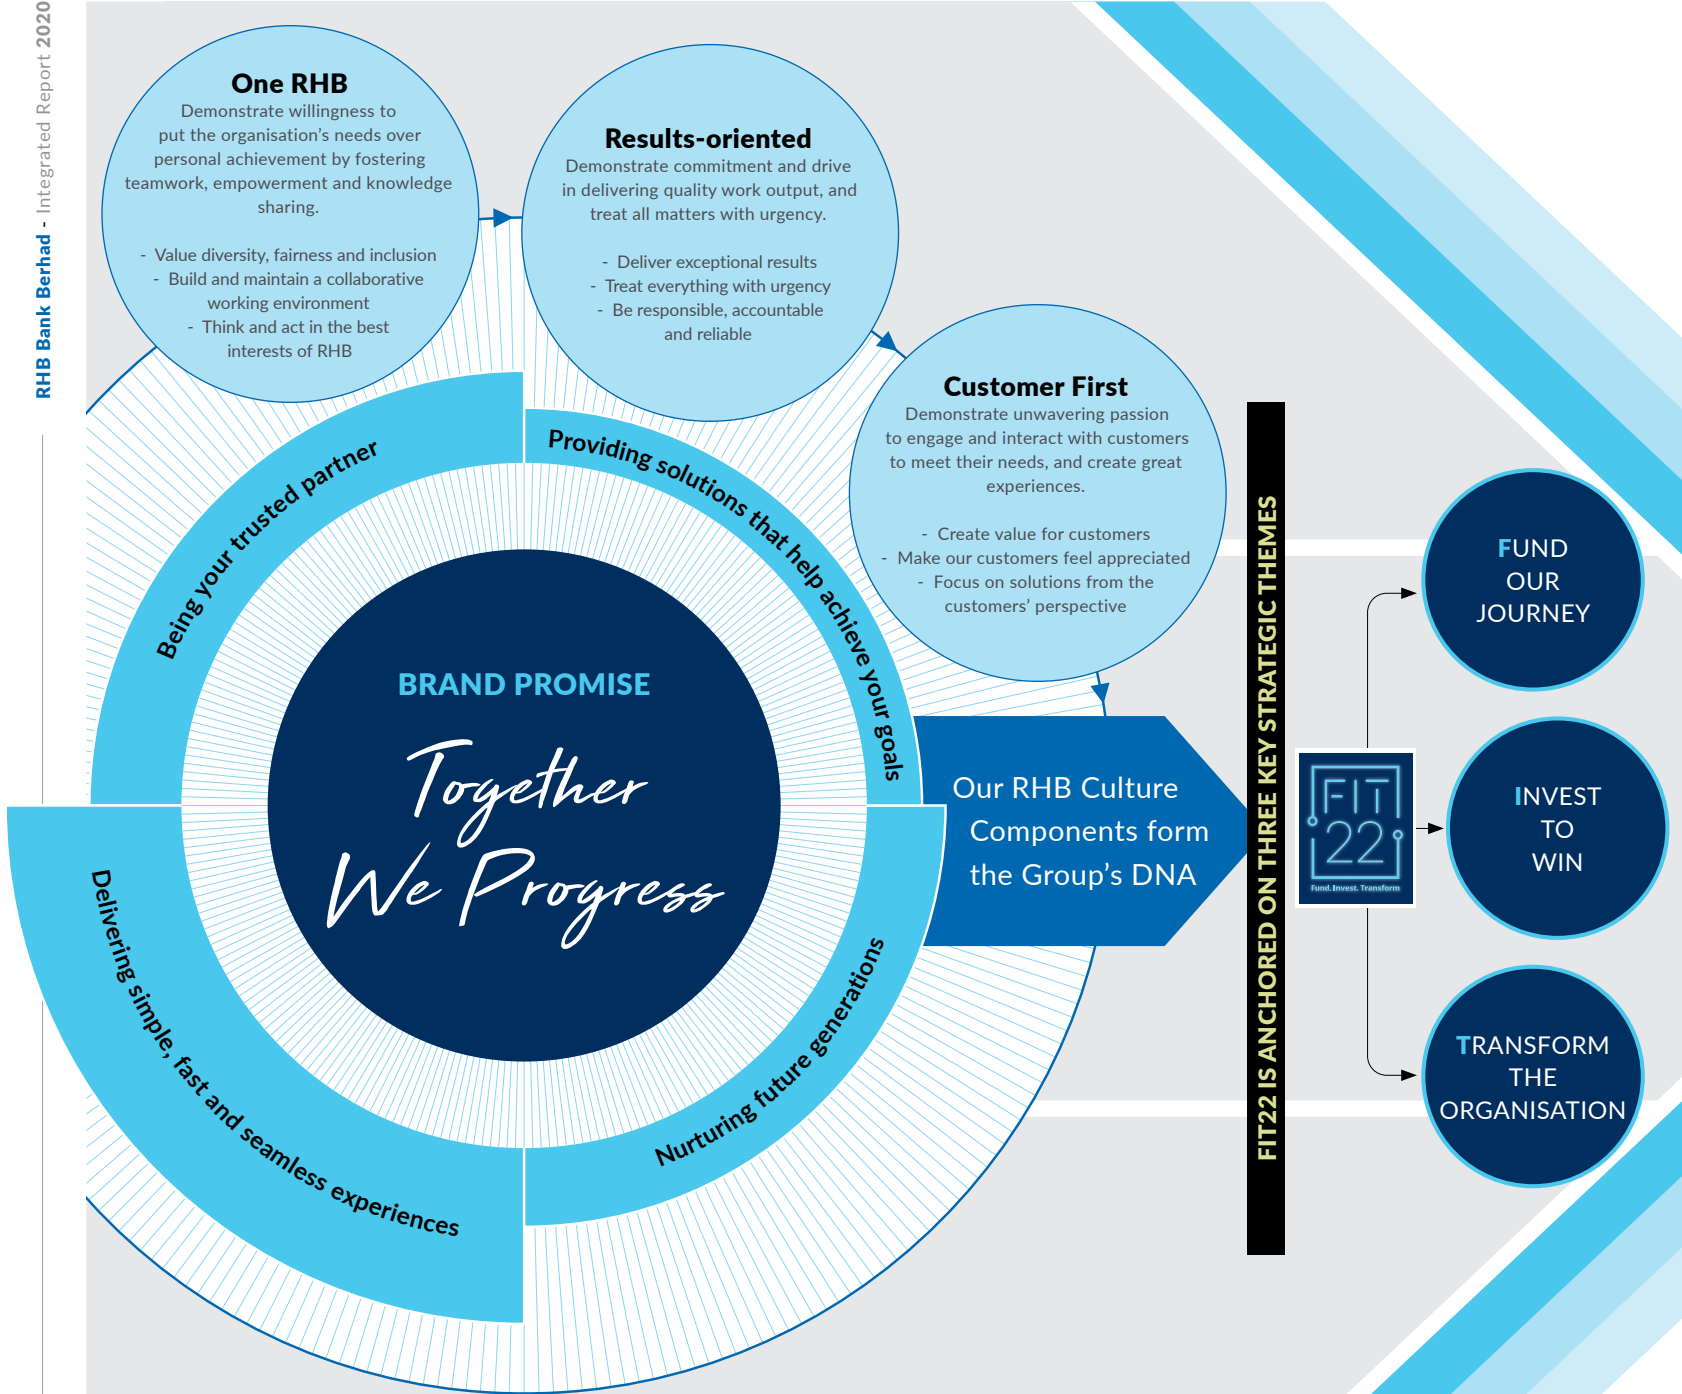 RHB Bank Berhad - Integrated Report 2020
One RHB
Demonstrate willingness to
put the organisation's needs over
personal achievement by fostering
teamwork, empowerment and knowledge
sharing.
- Value diversity, fairness and inclusion
- Build and maintain a collaborative
working environment
- Think and act in the best
interests of RHB
Results-oriented
Demonstrate commitment and drive
in delivering quality work output, and
treat all matters with urgency.
- Deliver exceptional results
- Treat everything with urgency
- Be responsible, accountable
and reliable
Customer First
Demonstrate unwavering passion
to engage and interact with customers
to meet their needs, and create great
experiences.
- Create value for customers
- Make our customers feel appreciated
- Focus on solutions from the
customers' perspective
Being your trusted partner
Providing solutions that help achieve your goals
Delivering simple, fast and seamless experiences
Nurturing future generations
BRAND PROMISE
Together
We Progress
Our RHB Culture
Components form
the Group's DNA
FIT22 IS ANCHORED ON THREE KEY STRATEGIC THEMES
FIT
22
Fund. Invest. Transform
FUND
OUR
JOURNEY
INVEST
TO
WIN
TRANSFORM
THE
ORGANISATION